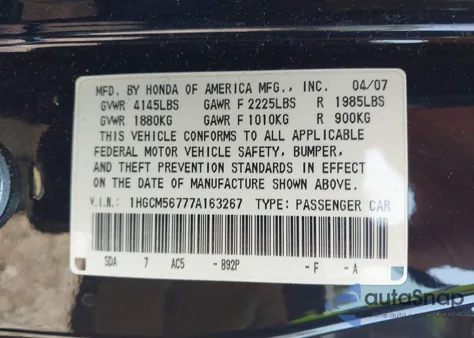 MFD. BY HONDA OF AMERICA MFG., INC. 04/07
GVWR 4145LBS GAWR F 2225LBS R 1985LBS
GVWR 1880KG GAWR F 1010KG R 900KG
THIS VEHICLE CONFORMS TO ALL APPLICABLE
FEDERAL MOTOR VEHICLE SAFETY, BUMPER,
AND THEFT PREVENTION STANDARDS IN EFFECT
ON THE DATE OF MANUFACTURE SHOWN ABOVE.
V.I.N: 1HGCM56777A163267 TYPE: PASSENGER CAR
SDA 7 AC5 - B92P - F - A
autoSnap